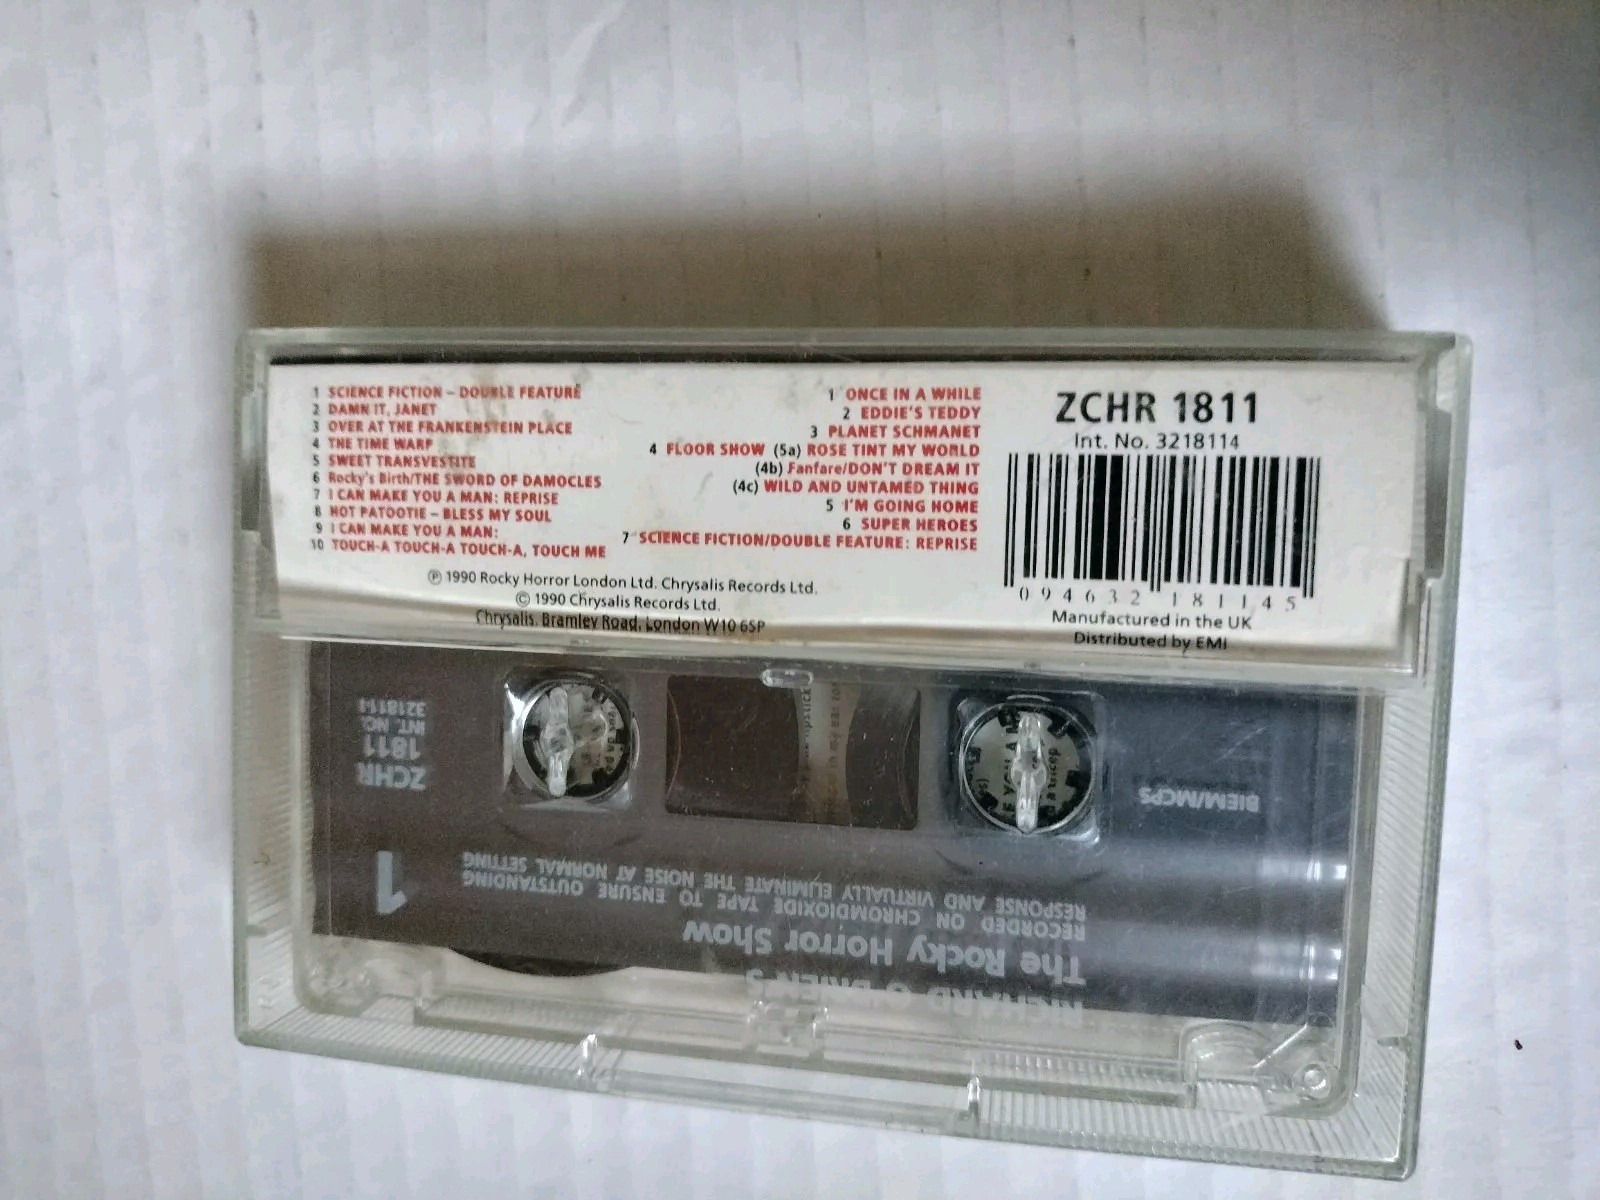 1 SCIENCE FICTION – DOUBLE FEATURE
2 DAMN IT, JANET
3 OVER AT THE FRANKENSTEIN PLACE
4 THE TIME WARP
5 SWEET TRANSVESTITE
6 Rocky's Birth/THE SWORD OF DAMOCLES
7 I CAN MAKE YOU A MAN: REPRISE
8 HOT PATOOTIE – BLESS MY SOUL
9 I CAN MAKE YOU A MAN:
10 TOUCH-A TOUCH-A TOUCH-A, TOUCH ME
1 ONCE IN A WHILE
2 EDDIE'S TEDDY
3 PLANET SCHMANET
4 FLOOR SHOW (5a) ROSE TINT MY WORLD
(4b) Fanfare/DON'T DREAM IT
(4c) WILD AND UNTAMED THING
5 I'M GOING HOME
6 SUPER HEROES
7 SCIENCE FICTION/DOUBLE FEATURE: REPRISE
℗ 1990 Rocky Horror London Ltd. Chrysalis Records Ltd.
© 1990 Chrysalis Records Ltd.
Chrysalis. Bramley Road, London W10 6SP
ZCHR 1811
Int. No. 3218114
094632 181145
Manufactured in the UK
Distributed by EMI
RICHARD O'BRIEN'S
The Rocky Horror Show
RECORDED ON CHROMDIOXIDE TAPE TO ENSURE OUTSTANDING
RESPONSE AND VIRTUALLY ELIMINATE THE NOISE AT NORMAL SETTING
1
BIEM/MCPS
ZCHR
1811
INT. NO.
3218114